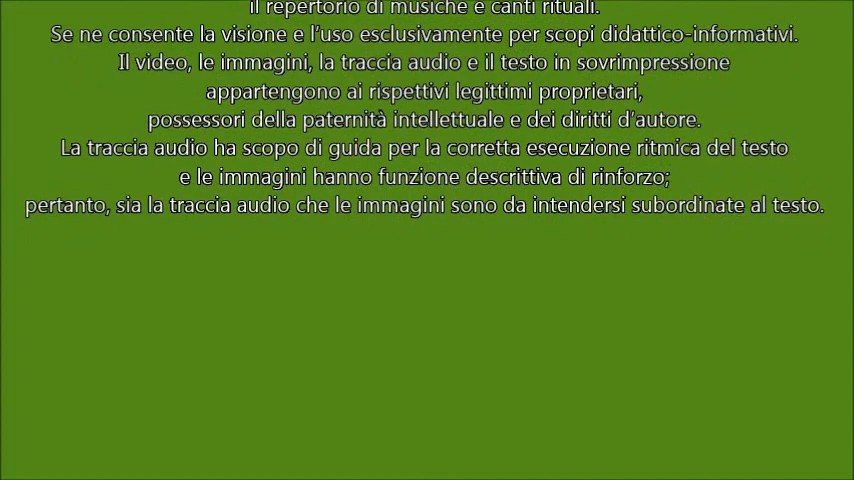 il repertorio di musiche e canti rituali.
Se ne consente la visione e l'uso esclusivamente per scopi didattico-informativi.
Il video, le immagini, la traccia audio e il testo in sovrimpressione
appartengono ai rispettivi legittimi proprietari,
possessori della paternità intellettuale e dei diritti d'autore.
La traccia audio ha scopo di guida per la corretta esecuzione ritmica del testo
e le immagini hanno funzione descrittiva di rinforzo;
pertanto, sia la traccia audio che le immagini sono da intendersi subordinate al testo.